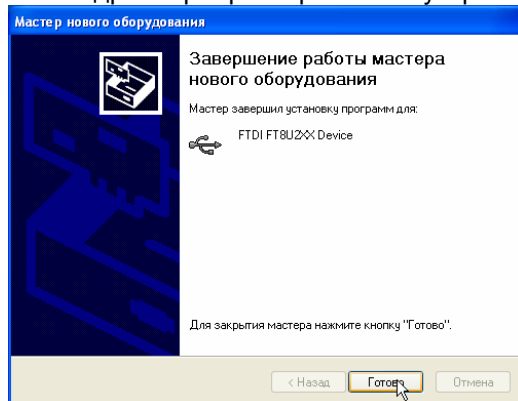 Мастер нового оборудования
Завершение работы мастера
нового оборудования
Мастер завершил установку программ для:
FTDI FT8U2XX Device
Для закрытия мастера нажмите кнопку "Готово".
< Назад
Готово
Отмена